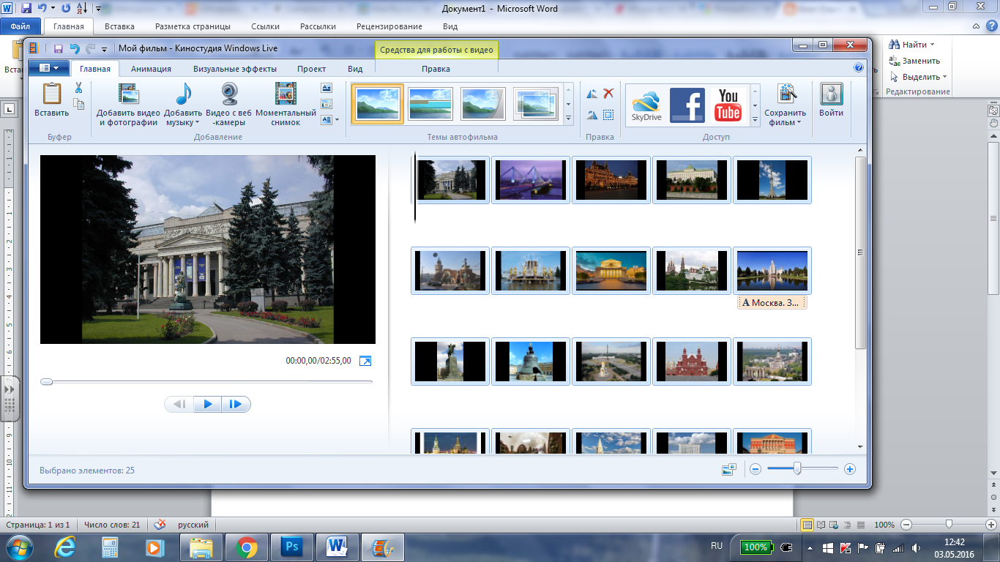 Документ1 - Microsoft Word
Файл Главная Вставка Разметка страницы Ссылки Рассылки Рецензирование Вид
Мой фильм - Киностудия Windows Live
Средства для работы с видео
Главная Анимация Визуальные эффекты Проект Вид Правка
Вставить
Добавить видео и фотографии
Добавить музыку
Видео с веб-камеры
Моментальный снимок
SkyDrive
You Tube
Сохранить фильм
Войти
Буфер Добавление Темы автофильма Правка Доступ
Найти
Заменить
Выделить
Редактирование
A Москва. З...
00:00,00/02:55,00
Выбрано элементов: 25
Страница: 1 из 1 Число слов: 21 русский 100%
Ps
RU 100% 12:42
03.05.2016